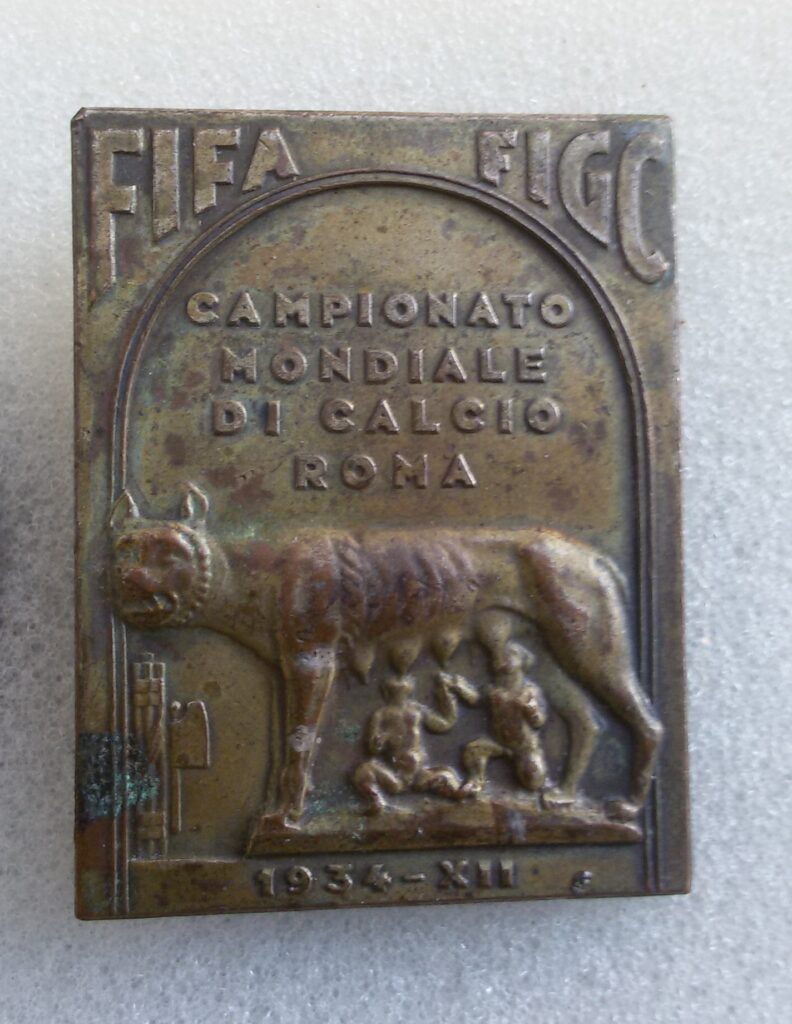 FIFA FIGC
CAMPIONATO
MONDIALE
DI CALCIO
ROMA
1934-XII